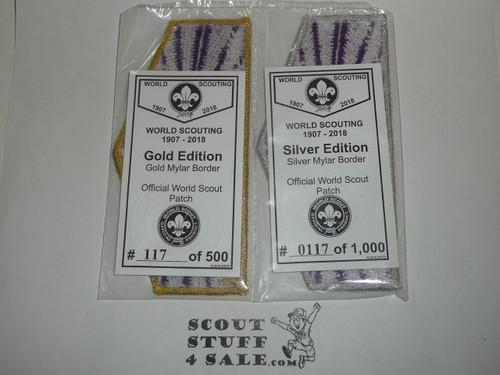 WORLD SCOUTING
1907 2018
WORLD SCOUTING
1907 - 2018
Gold Edition
Gold Mylar Border
Official World Scout
Patch
# 117 of 500
WORLD SCOUTING
1907 2018
WORLD SCOUTING
1907 - 2018
Silver Edition
Silver Mylar Border
Official World Scout
Patch
# 0117 of 1,000
SCOUT
STUFF
4 SALE.com